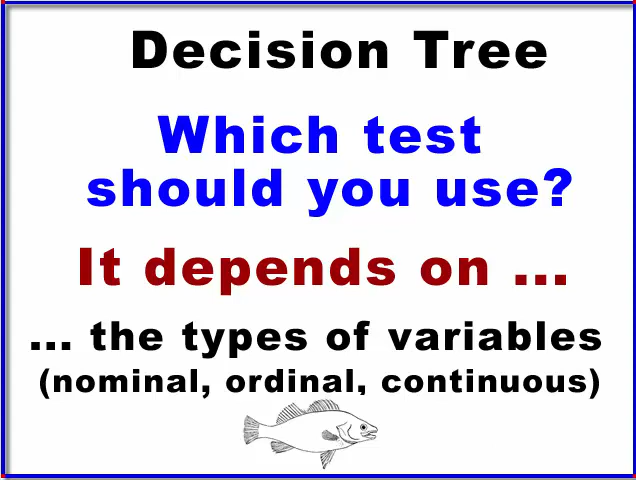 Decision Tree
Which test
should you use?
It depends on ...
... the types of variables
(nominal, ordinal, continuous)